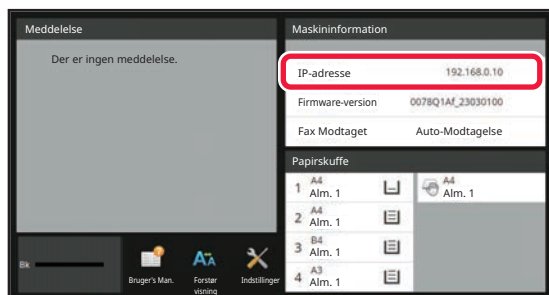 Meddelelse
Der er ingen meddelelse.
Maskininformation
IP-adresse 192.168.0.10
Firmware-version 0078Q1Af_23030100
Fax Modtaget Auto-Modtagelse
Papirskuffe
1 A4
Alm. 1
A4
Alm. 1
2 A4
Alm. 1
3 B4
Alm. 1
4 A3
Alm. 1
Bk
Bruger's Man.
Forstør
visning
Indstillinger